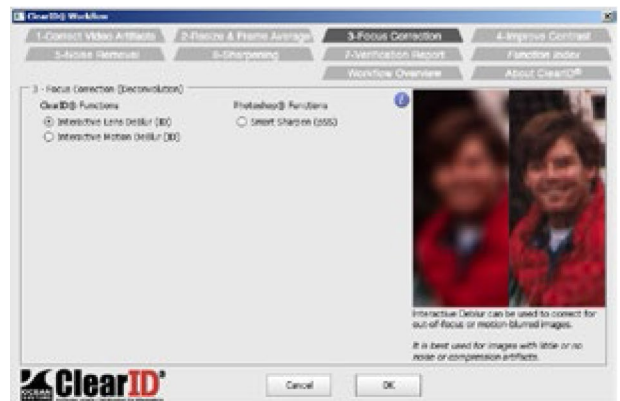 ClearID® Workflow
1-Correct Video Artifacts 2-Resize & Frame Average 3-Focus Correction 4-Improve Contrast
5-Noise Removal 6-Sharpening 7-Verification Report Function Index
Workflow Overview About ClearID®
3 - Focus Correction (Deconvolution)
ClearID® Functions Photoshop® Functions
Interactive Lens DeBlur (ID) Smart Sharpen (SSS)
Interactive Motion DeBlur (ID)
Interactive Deblur can be used to correct for
out-of-focus or motion-blurred images.
It is best used for images with little or no
noise or compression artifacts.
OCEAN ClearID®
Cancel OK